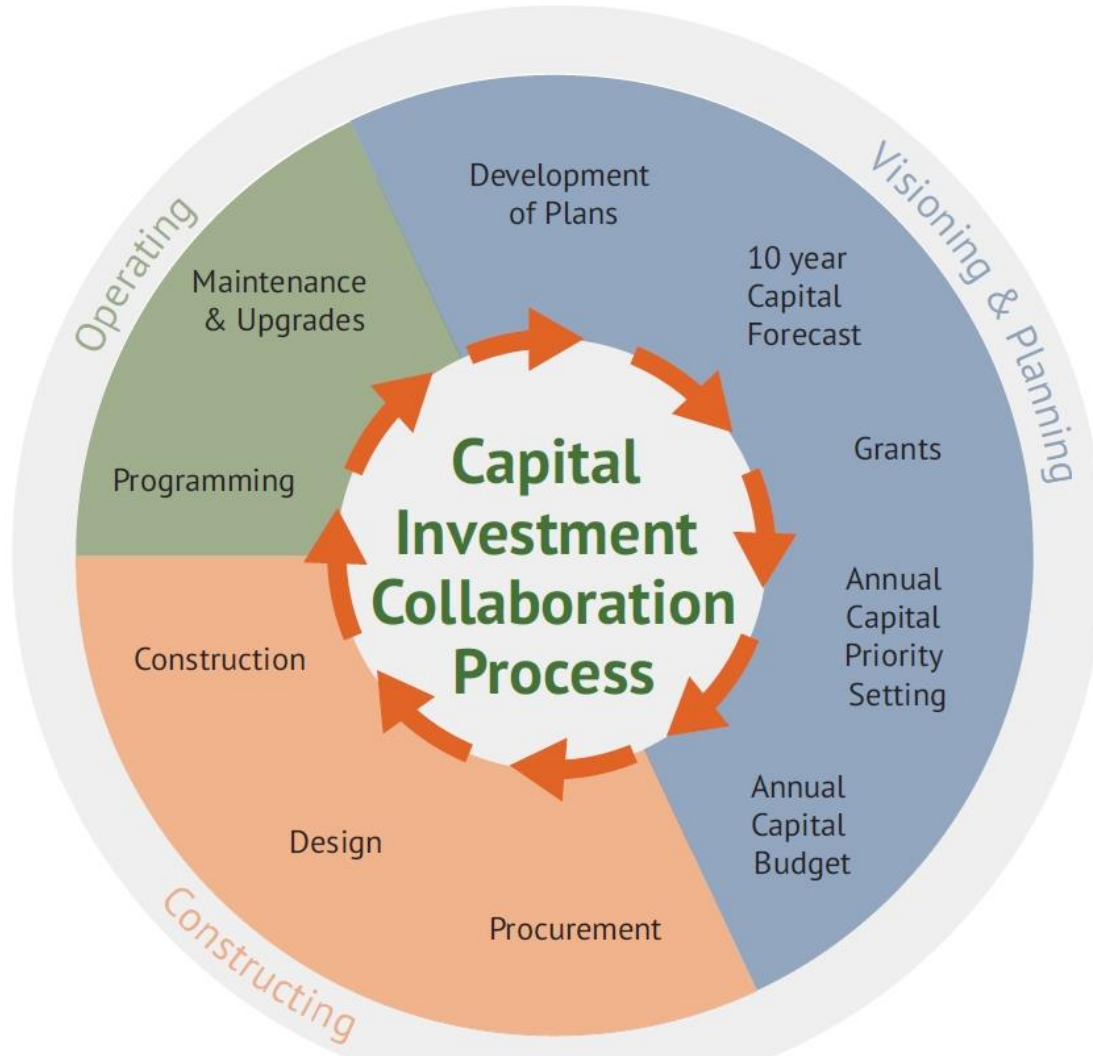 Capital
Investment
Collaboration
Process
Visioning & Planning
Development
of Plans
10 year
Capital
Forecast
Grants
Annual
Capital
Priority
Setting
Annual
Capital
Budget
Constructing
Procurement
Design
Construction
Operating
Programming
Maintenance
& Upgrades